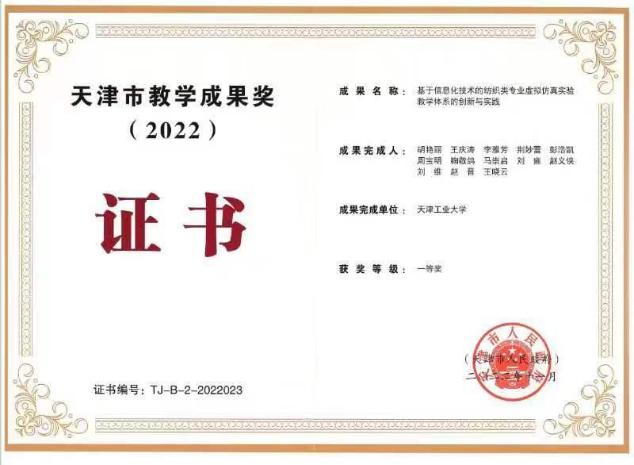 天津市教学成果奖
（2022）
证书
证书编号：TJ-B-2-2022023
成果名称：基于信息化技术的纺织类专业虚拟仿真实验
教学体系的创新与实践
成果完成人：胡艳丽 王庆涛 李雅芳 荆妙蕾 彭浩凯
周宝明 鞠敬鸽 马崇启 刘雍 赵义侠
刘维 赵晋 王晓云
成果完成单位：天津工业大学
获奖等级：一等奖
天津市人民政府
（天津市人民政府）
二〇二二年十一月